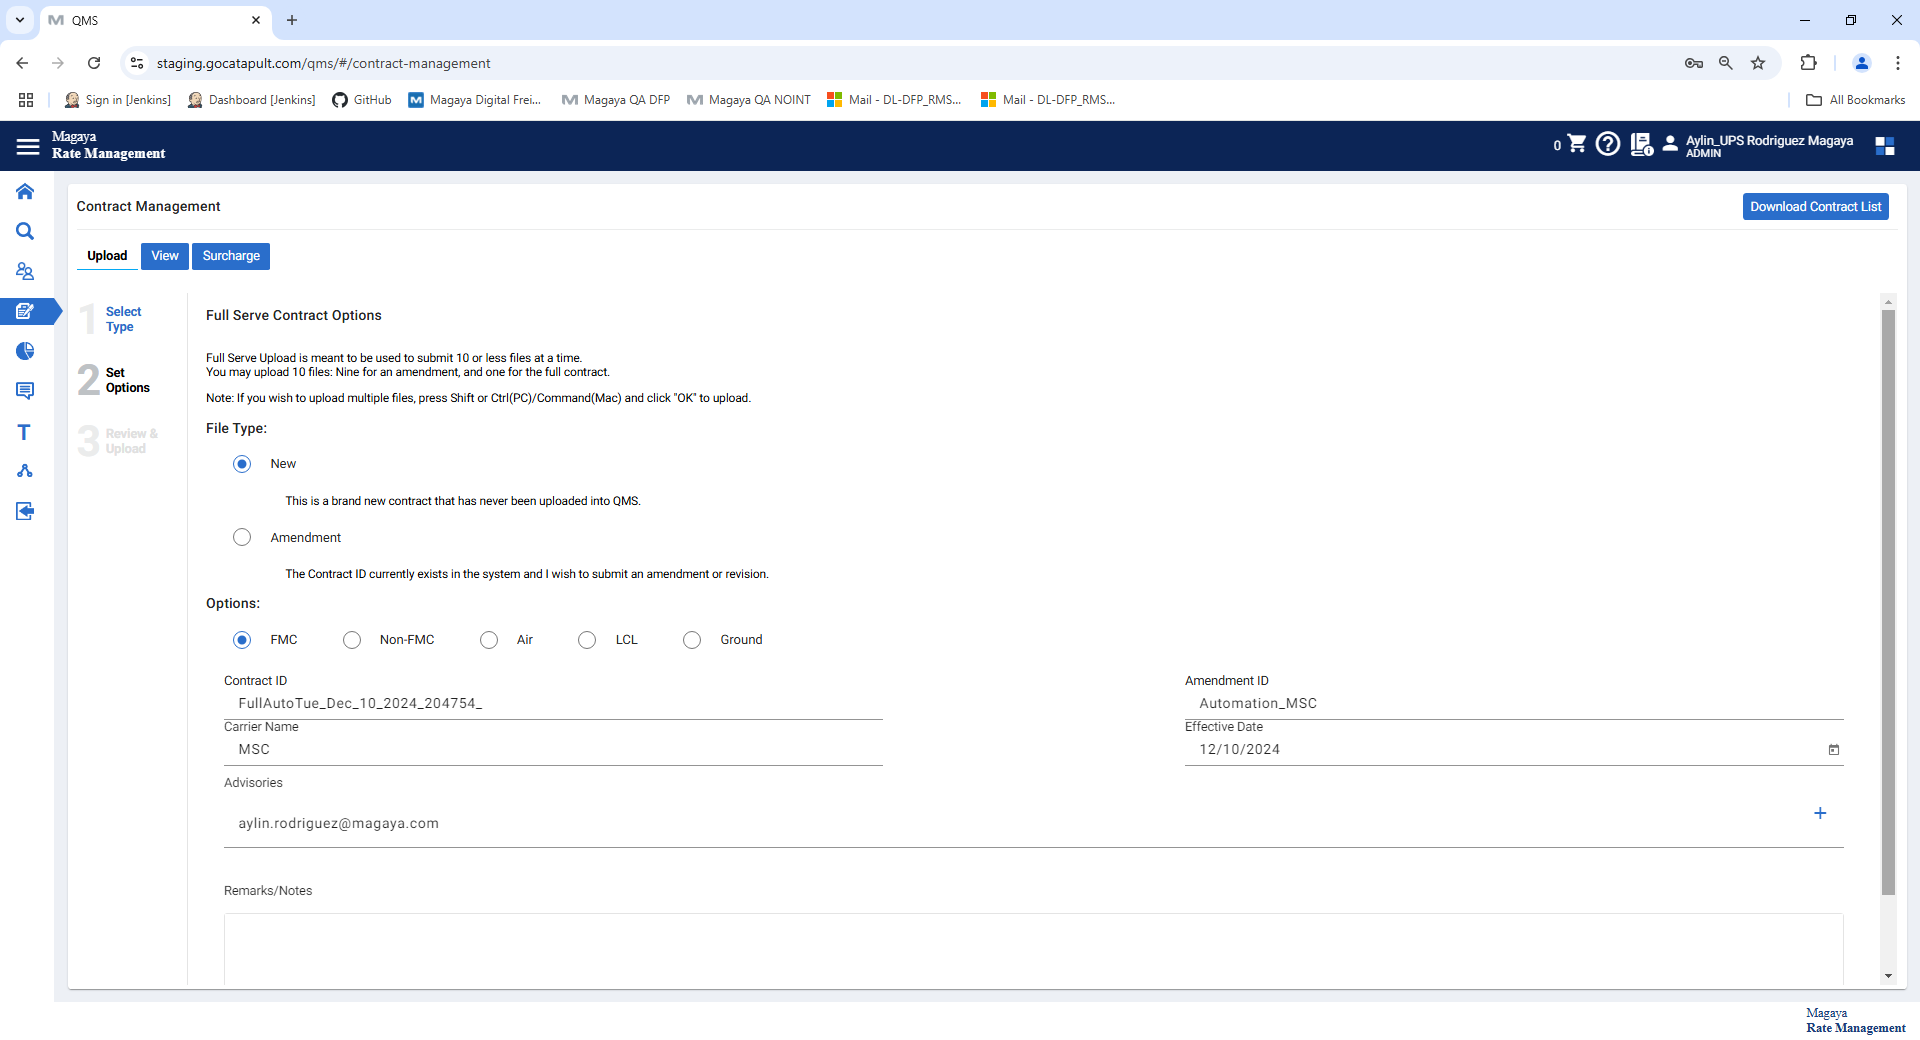 QMS
staging.gocatapult.com/qms/#/contract-management
Sign in [Jenkins]
Dashboard [Jenkins]
GitHub
Magaya Digital Frei...
Magaya QA DFP
Magaya QA NOINT
Mail - DL-DFP_RMS...
Mail - DL-DFP_RMS...
All Bookmarks
Magaya
Rate Management
0
Aylin_UPS Rodriguez Magaya
ADMIN
Contract Management
Download Contract List
Upload
View
Surcharge
1
Select
Type
2
Set
Options
3
Review &
Upload
Full Serve Contract Options
Full Serve Upload is meant to be used to submit 10 or less files at a time.
You may upload 10 files: Nine for an amendment, and one for the full contract.
Note: If you wish to upload multiple files, press Shift or Ctrl(PC)/Command(Mac) and click "OK" to upload.
File Type:
New
This is a brand new contract that has never been uploaded into QMS.
Amendment
The Contract ID currently exists in the system and I wish to submit an amendment or revision.
Options:
FMC
Non-FMC
Air
LCL
Ground
Contract ID
FullAutoTue_Dec_10_2024_204754_
Amendment ID
Automation_MSC
Carrier Name
MSC
Effective Date
12/10/2024
Advisories
aylin.rodriguez@magaya.com
Remarks/Notes
Magaya
Rate Management